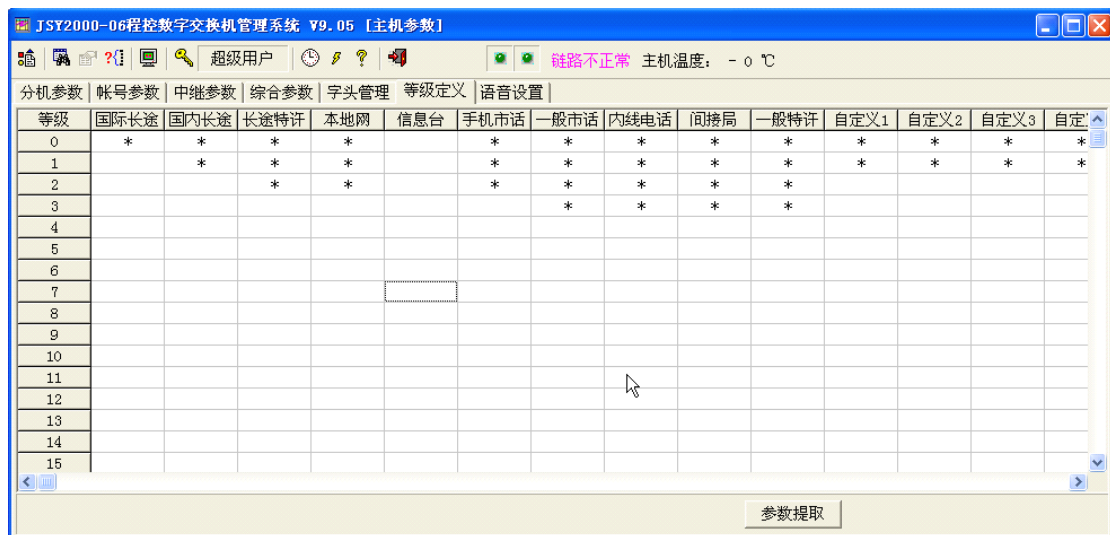 JSY2000-06程控数字交换机管理系统 V9.05 [主机参数]
超级用户 链路不正常 主机温度: - 0 ℃
分机参数 帐号参数 中继参数 综合参数 字头管理 等级定义 语音设置
等级 国际长途 国内长途 长途特许 本地网 信息台 手机市话 一般市话 内线电话 间接局 一般特许 自定义1 自定义2 自定义3 自定
0 * * * * * * * * * * * * *
1 * * * * * * * * * * * *
2 * * * * * * *
3 * * * *
4
5
6
7
8
9
10
11
12
13
14
15
参数提取